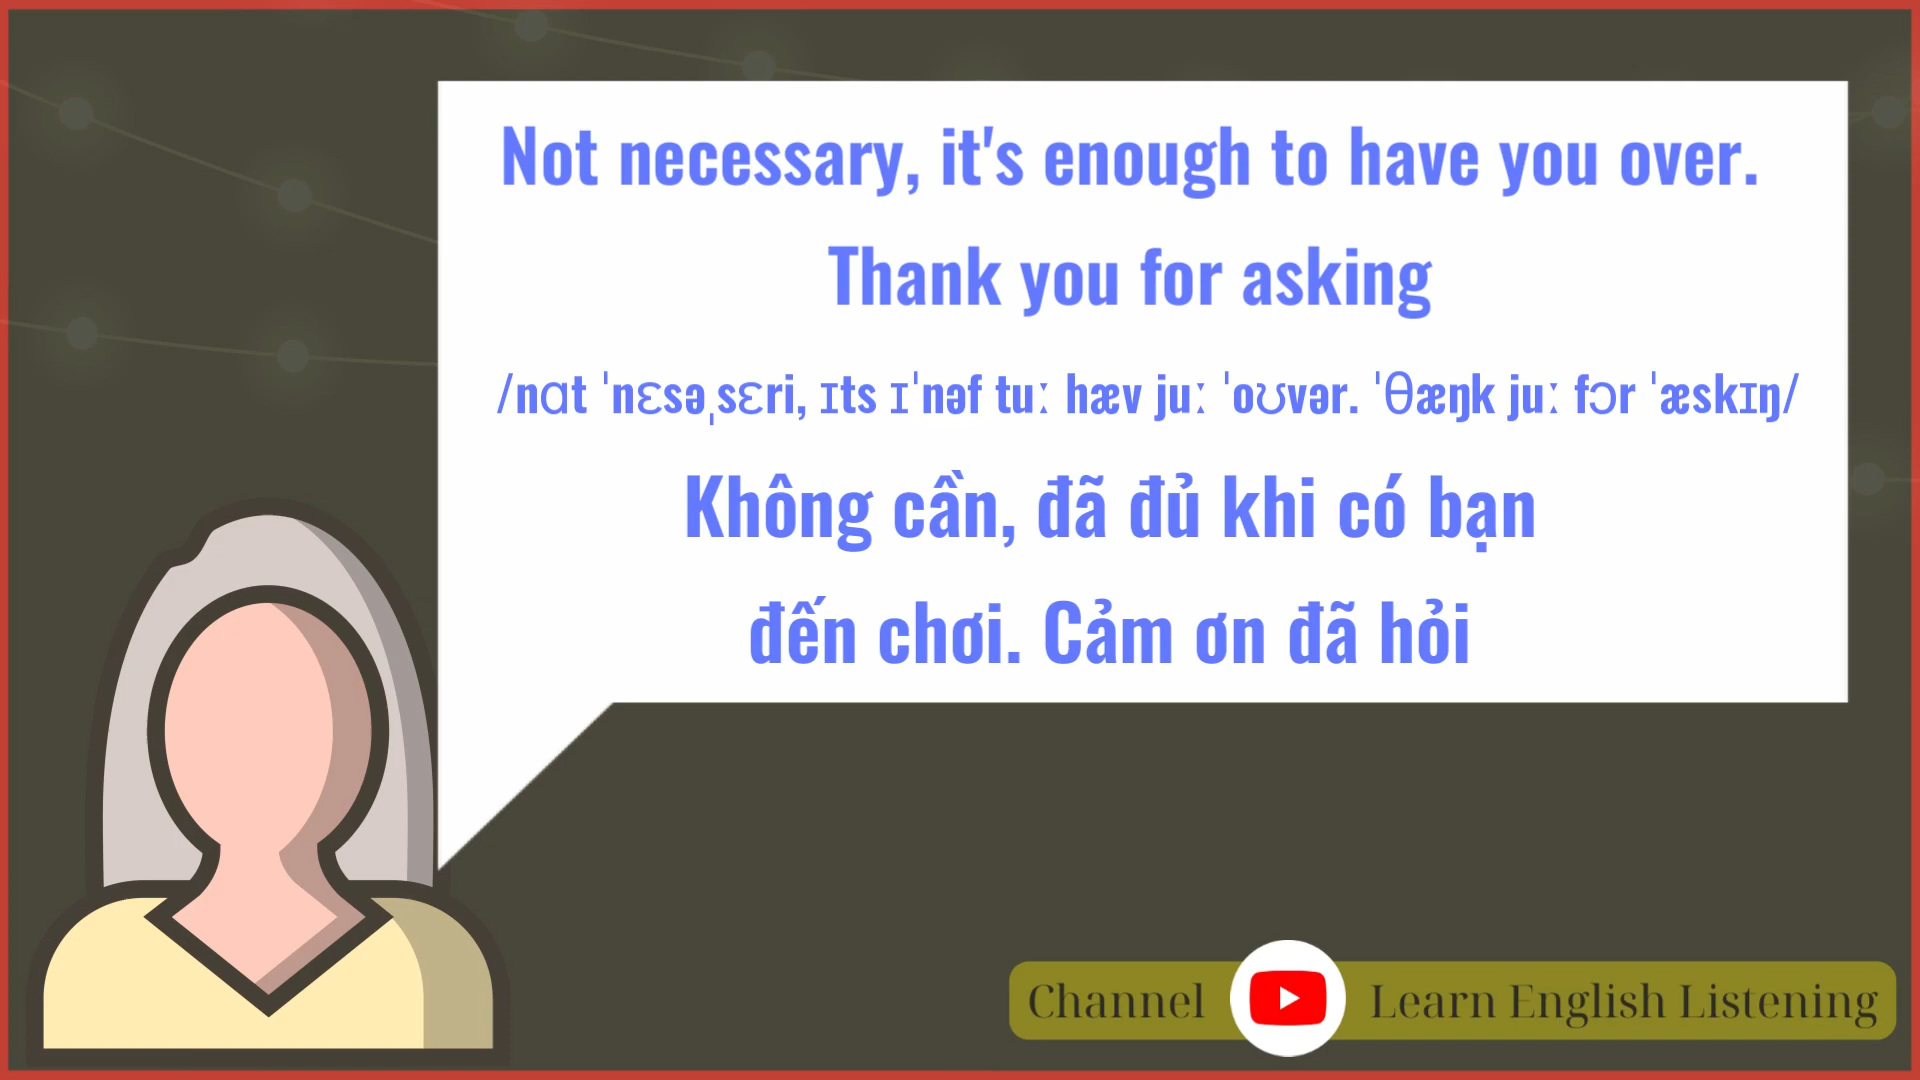 Not necessary, it's enough to have you over.
Thank you for asking
/nɑt ˈnɛsəˌsɛri, ɪts ɪˈnəf tuː hæv juː ˈoʊvər. ˈθæŋk juː fɔr ˈæskɪŋ/
Không cần, đã đủ khi có bạn
đến chơi. Cảm ơn đã hỏi
Channel Learn English Listening